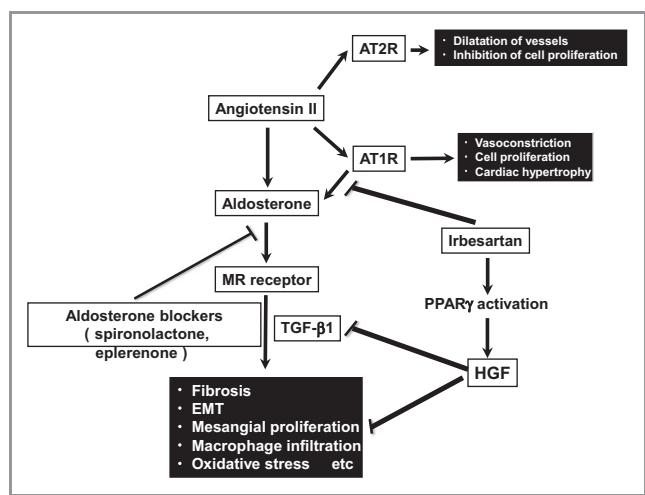 AT2R
· Dilatation of vessels
· Inhibition of cell proliferation
Angiotensin II
AT1R
· Vasoconstriction
· Cell proliferation
· Cardiac hypertrophy
Aldosterone
Irbesartan
MR receptor
PPARγ activation
Aldosterone blockers
( spironolactone,
eplerenone )
TGF-β1
HGF
· Fibrosis
· EMT
· Mesangial proliferation
· Macrophage infiltration
· Oxidative stress etc